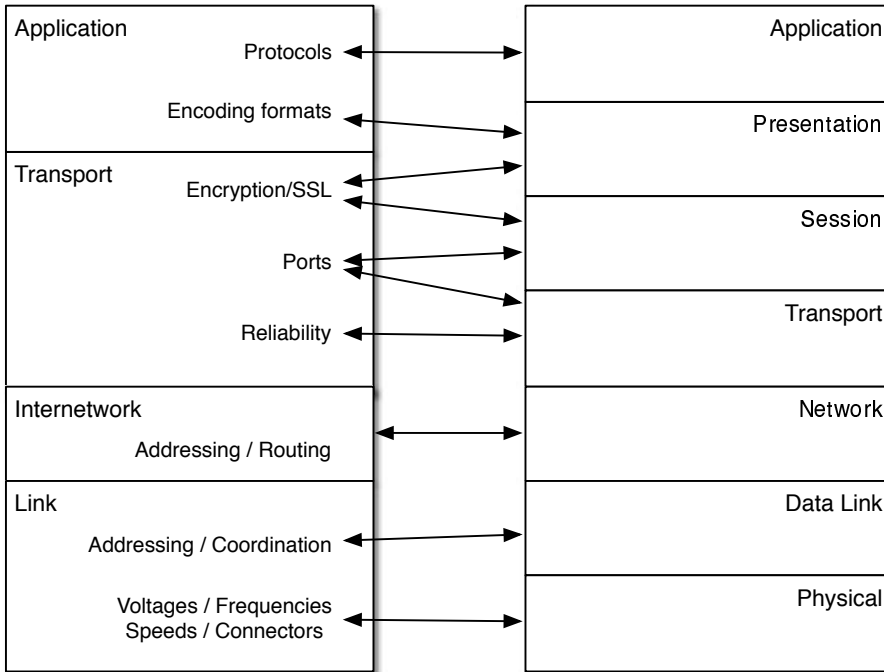 Application
Protocols
Encoding formats
Transport
Encryption/SSL
Ports
Reliability
Internetwork
Addressing / Routing
Link
Addressing / Coordination
Voltages / Frequencies
Speeds / Connectors
Application
Presentation
Session
Transport
Network
Data Link
Physical